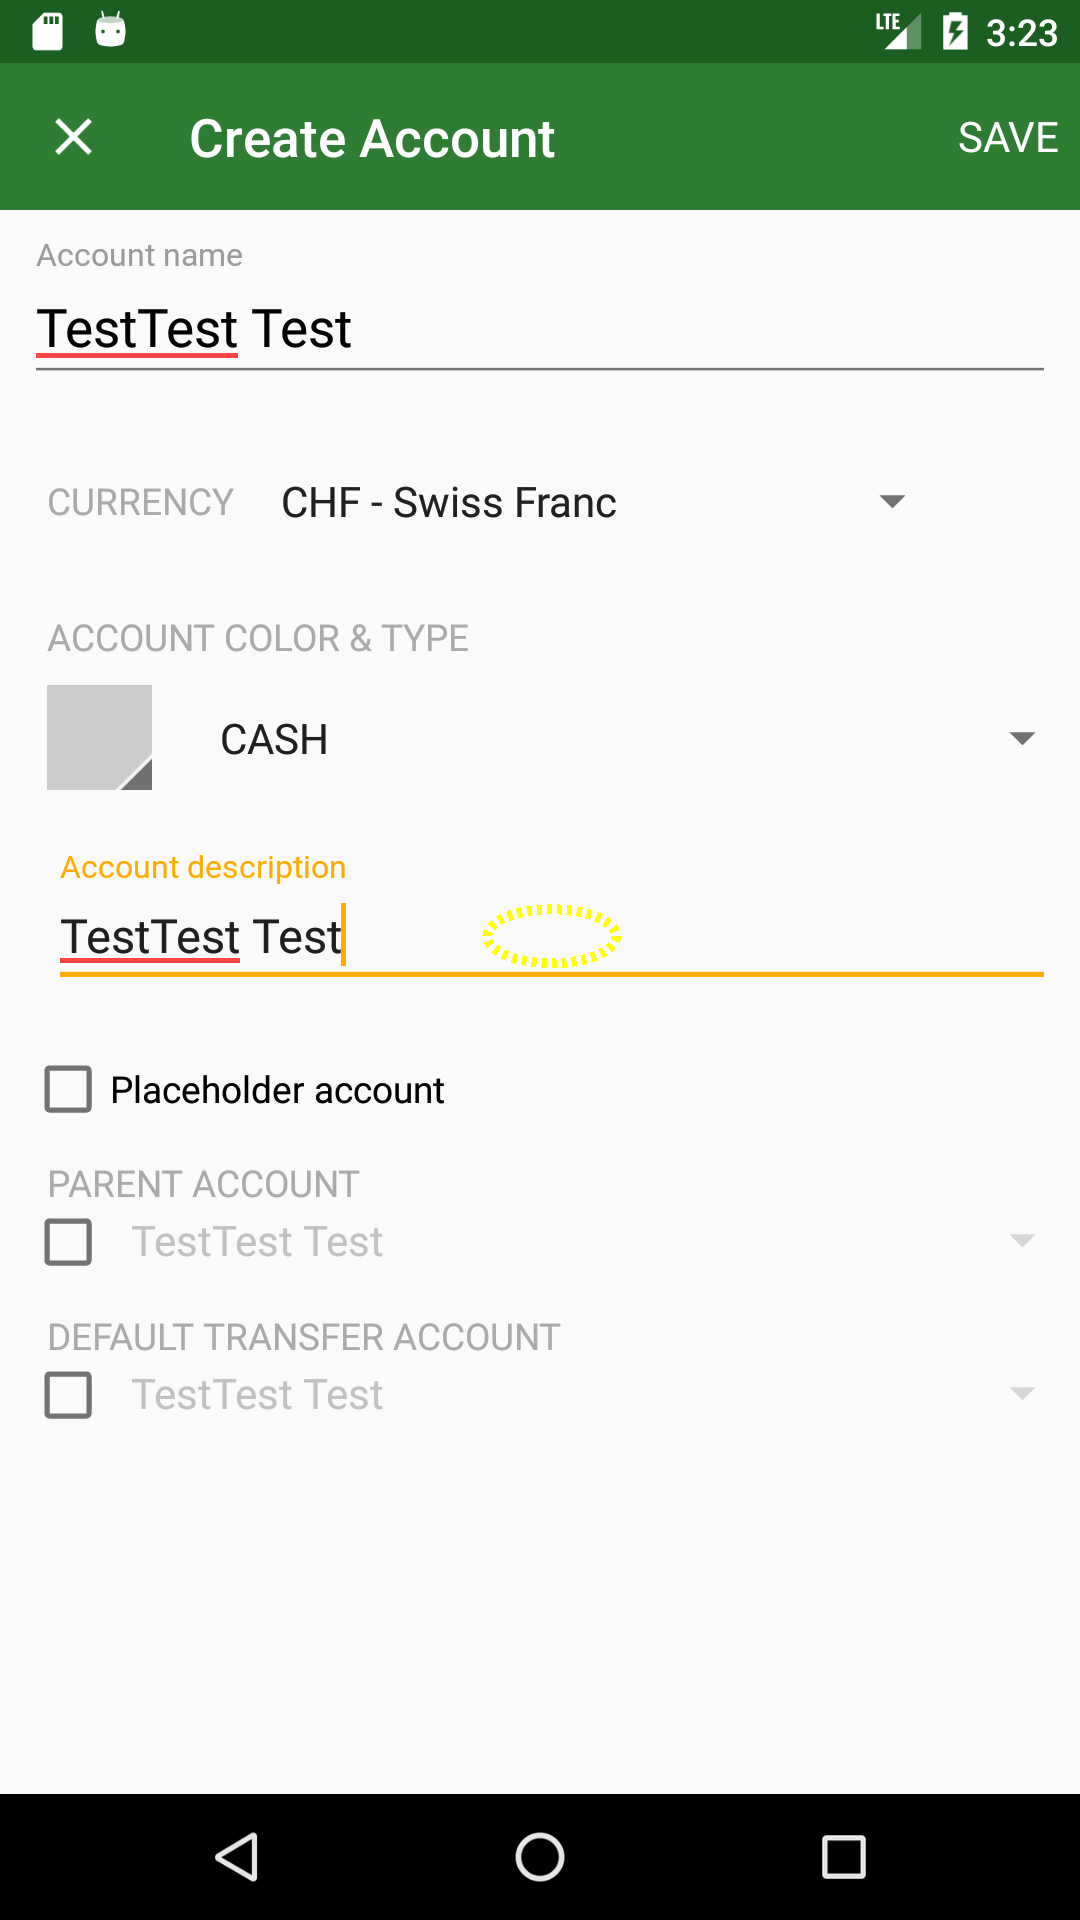 LTE 3:23
Create Account SAVE
Account name
TestTest Test
CURRENCY CHF - Swiss Franc
ACCOUNT COLOR & TYPE
CASH
Account description
TestTest Test
Placeholder account
PARENT ACCOUNT
TestTest Test
DEFAULT TRANSFER ACCOUNT
TestTest Test